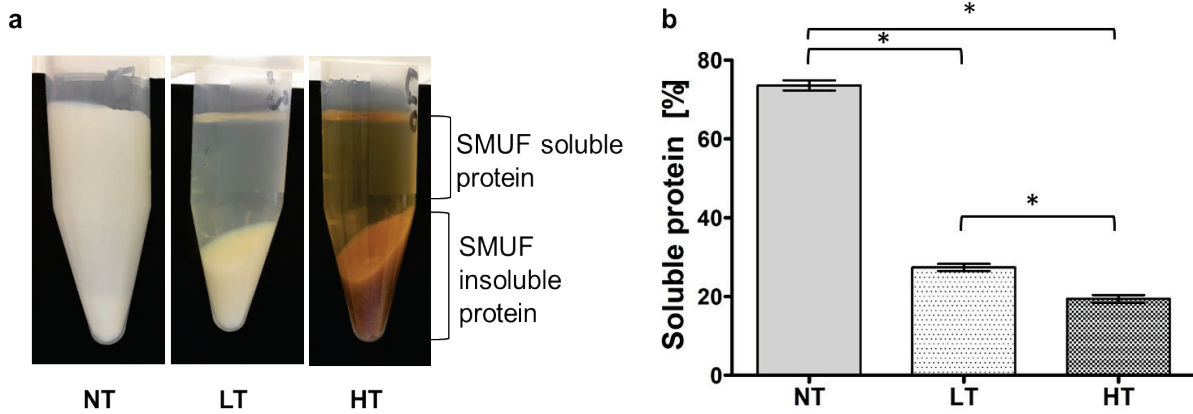 a
SMUF soluble
protein
SMUF
insoluble
protein
NT LT HT
b
*
*
*
Soluble protein [%]
80
60
40
20
0
NT LT HT